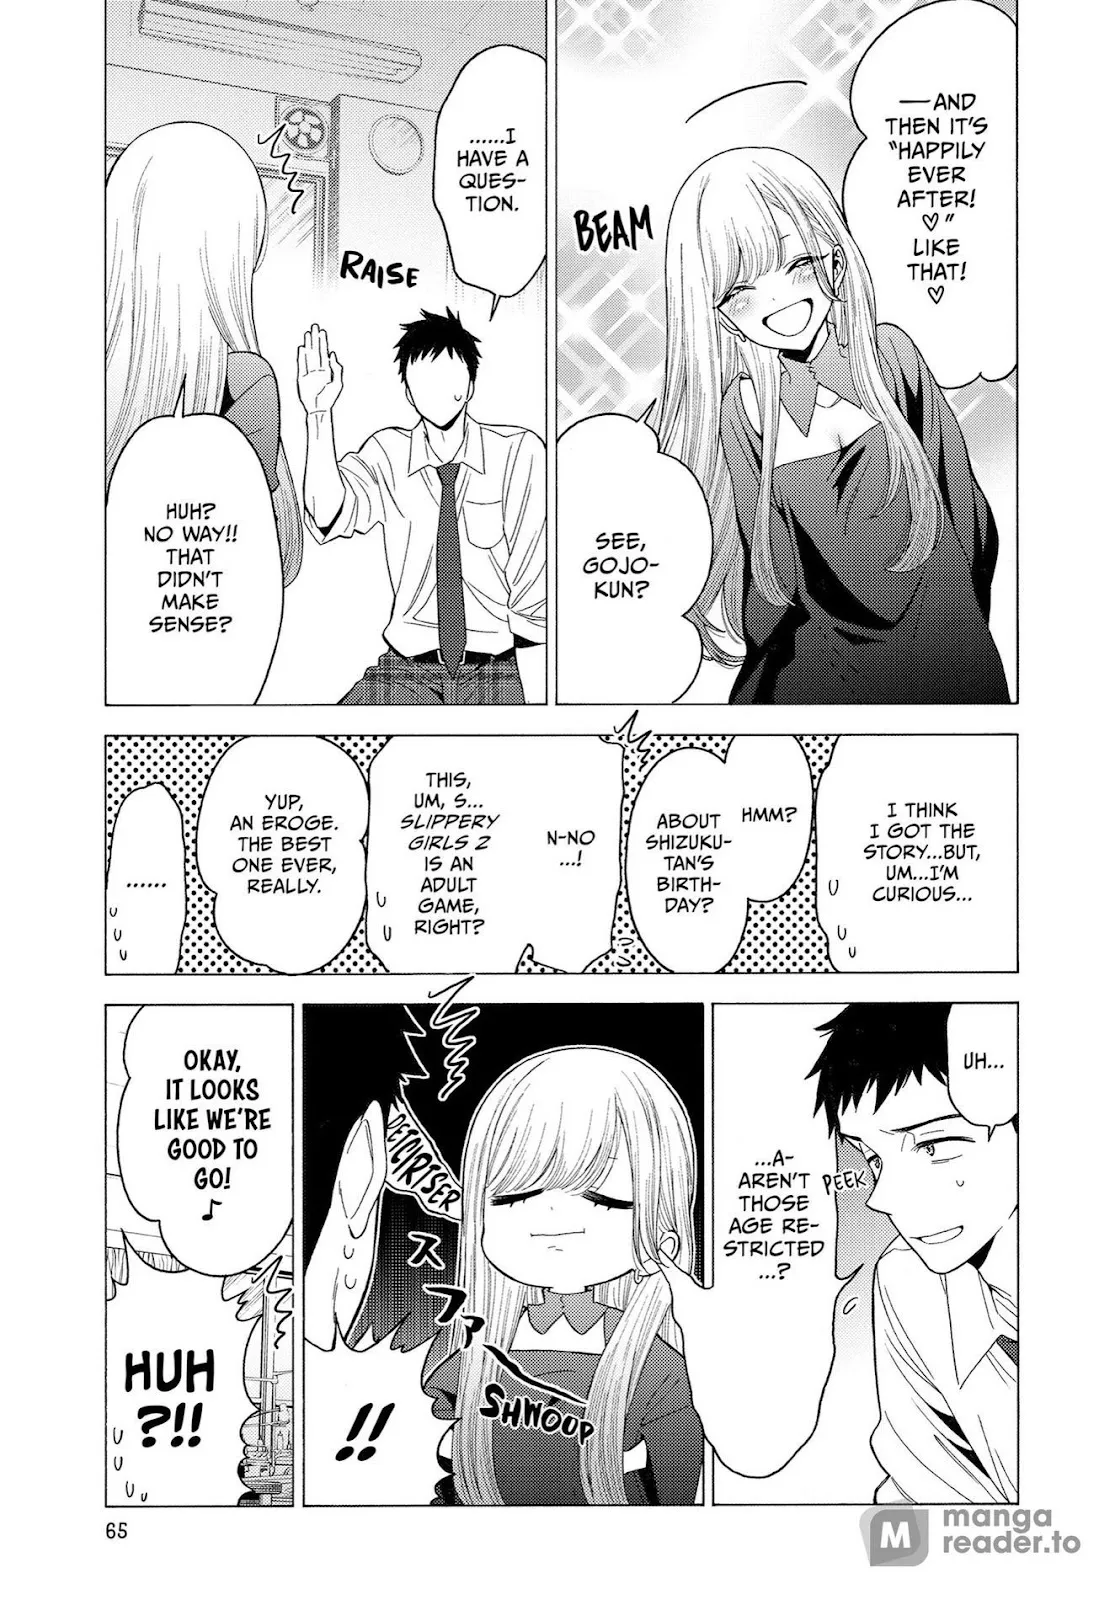 —AND
THEN IT'S
"HAPPILY
EVER
AFTER!
♡"
LIKE
THAT!
♡
BEAM
SEE,
GOJO-
KUN?
......I
HAVE A
QUES-
TION.
RAISE
HUH?
NO WAY!!
THAT
DIDN'T
MAKE
SENSE?
I THINK
I GOT THE
STORY...BUT,
UM...I'M
CURIOUS...
HMM?
ABOUT
SHIZUKU-
TAN'S
BIRTH-
DAY?
N-NO
...!
THIS,
UM, S...
SLIPPERY
GIRLS 2
IS AN
ADULT
GAME,
RIGHT?
YUP,
AN EROGE.
THE BEST
ONE EVER,
REALLY.
......
UH...
PEEK
...A-
AREN'T
THOSE
AGE RE-
STRICTED
...?
DENCIRISER
スファー
SHWOOP
!!
OKAY,
IT LOOKS
LIKE WE'RE
GOOD TO
GO!
♪
HUH
?!!
65
M manga
reader.to